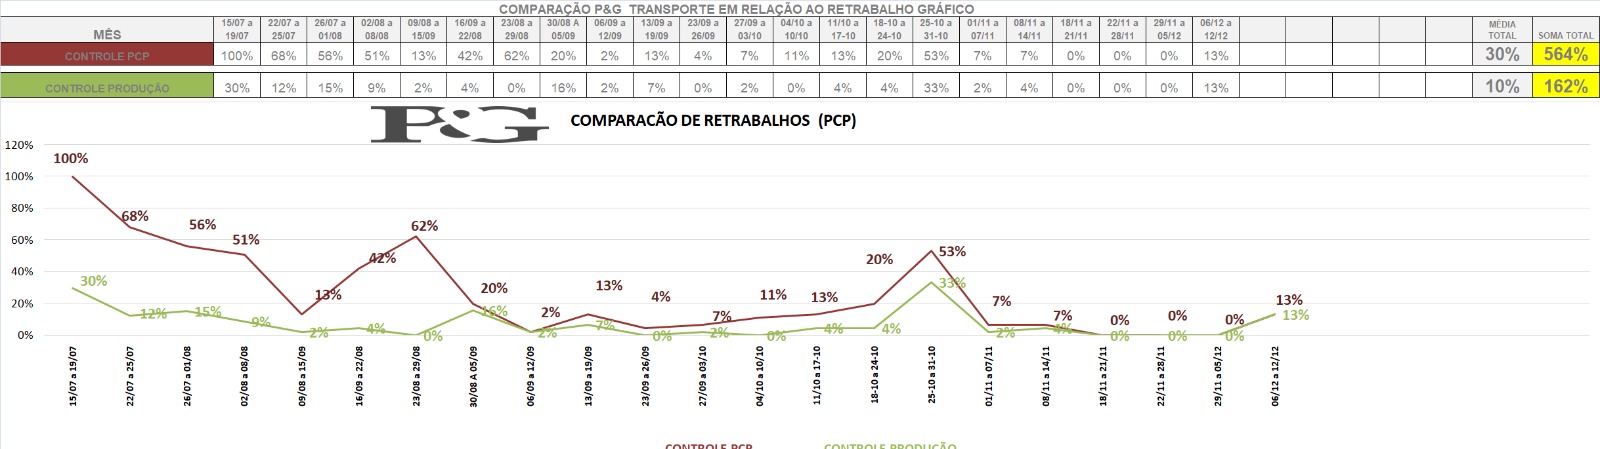 COMPARAÇÃO P&G TRANSPORTE EM RELAÇÃO AO RETRABALHO GRÁFICO
MÊS 15/07 a 19/07 22/07 a 25/07 26/07 a 01/08 02/08 a 08/08 09/08 a 15/09 16/09 a 22/08 23/08 a 29/08 30/08 A 05/09 06/09 a 12/09 13/09 a 19/09 23/09 a 26/09 27/09 a 03/10 04/10 a 10/10 11/10 a 17-10 18-10 a 24-10 25-10 a 31-10 01/11 a 07/11 08/11 a 14/11 18/11 a 21/11 22/11 a 28/11 29/11 a 05/12 06/12 a 12/12 MÉDIA TOTAL SOMA TOTAL
CONTROLE PCP 100% 68% 56% 51% 13% 42% 62% 20% 2% 13% 4% 7% 11% 13% 20% 53% 7% 7% 0% 0% 0% 13% 30% 564%
CONTROLE PRODUÇÃO 30% 12% 15% 9% 2% 4% 0% 16% 2% 7% 0% 2% 0% 4% 4% 33% 2% 4% 0% 0% 0% 13% 10% 162%
P&G COMPARACÃO DE RETRABALHOS (PCP)
120%
100%
80%
60%
40%
20%
0%
100% 68% 56% 51% 13% 42% 62% 20% 2% 13% 4% 7% 11% 13% 20% 53% 7% 7% 0% 0% 0% 13%
30% 12% 15% 9% 2% 4% 0% 16% 2% 7% 0% 2% 0% 4% 4% 33% 2% 4% 0% 0% 0% 13%
15/07 a 19/07
22/07 a 25/07
26/07 a 01/08
02/08 a 08/08
09/08 a 15/09
16/09 a 22/08
23/08 a 29/08
30/08 A 05/09
06/09 a 12/09
13/09 a 19/09
23/09 a 26/09
27/09 a 03/10
04/10 a 10/10
11/10 a 17-10
18-10 a 24-10
25-10 a 31-10
01/11 a 07/11
08/11 a 14/11
18/11 a 21/11
22/11 a 28/11
29/11 a 05/12
06/12 a 12/12
CONTROLE PCP CONTROLE PRODUÇÃO